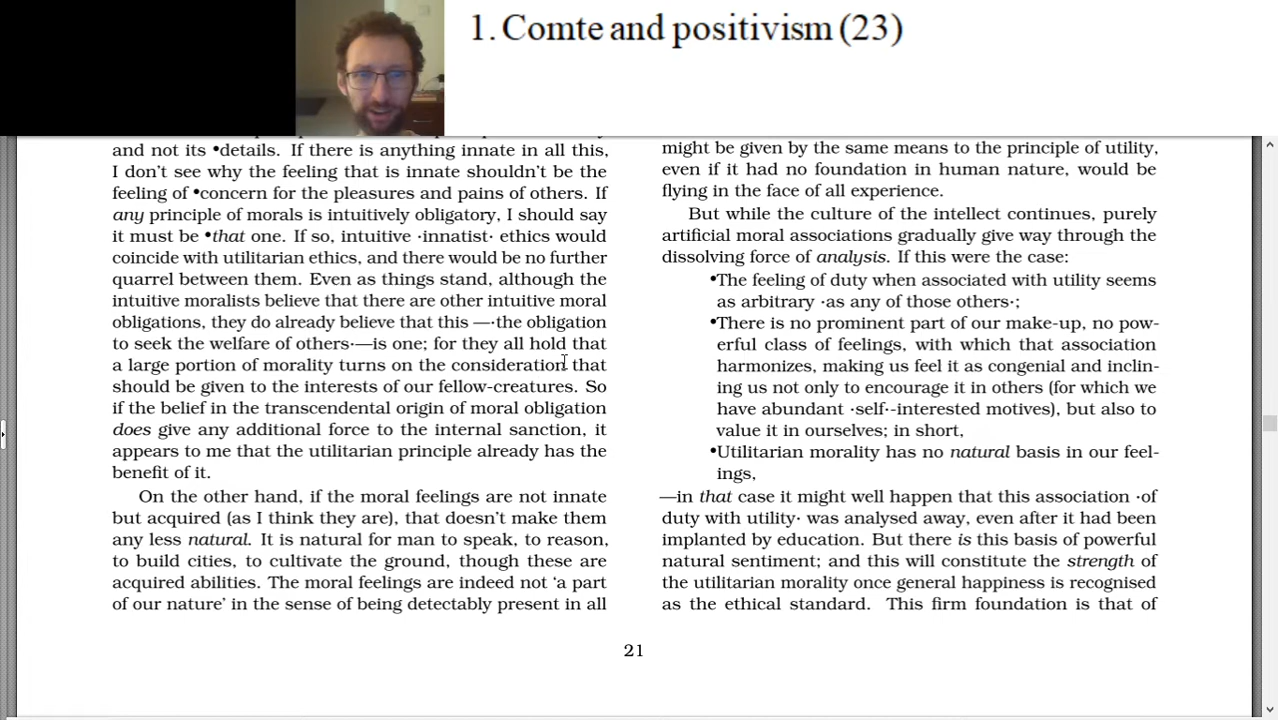 1. Comte and positivism (23)
and not its •details. If there is anything innate in all this,
I don't see why the feeling that is innate shouldn't be the
feeling of •concern for the pleasures and pains of others. If
any principle of morals is intuitively obligatory, I should say
it must be •that one. If so, intuitive ·innatist· ethics would
coincide with utilitarian ethics, and there would be no further
quarrel between them. Even as things stand, although the
intuitive moralists believe that there are other intuitive moral
obligations, they do already believe that this —·the obligation
to seek the welfare of others·—is one; for they all hold that
a large portion of morality turns on the consideration that
should be given to the interests of our fellow-creatures. So
if the belief in the transcendental origin of moral obligation
does give any additional force to the internal sanction, it
appears to me that the utilitarian principle already has the
benefit of it.
On the other hand, if the moral feelings are not innate
but acquired (as I think they are), that doesn't make them
any less natural. It is natural for man to speak, to reason,
to build cities, to cultivate the ground, though these are
acquired abilities. The moral feelings are indeed not 'a part
of our nature' in the sense of being detectably present in all
might be given by the same means to the principle of utility,
even if it had no foundation in human nature, would be
flying in the face of all experience.
But while the culture of the intellect continues, purely
artificial moral associations gradually give way through the
dissolving force of analysis. If this were the case:
•The feeling of duty when associated with utility seems
as arbitrary ·as any of those others·;
•There is no prominent part of our make-up, no pow-
erful class of feelings, with which that association
harmonizes, making us feel it as congenial and inclin-
ing us not only to encourage it in others (for which we
have abundant ·self·-interested motives), but also to
value it in ourselves; in short,
•Utilitarian morality has no natural basis in our feel-
ings,
—in that case it might well happen that this association ·of
duty with utility· was analysed away, even after it had been
implanted by education. But there is this basis of powerful
natural sentiment; and this will constitute the strength of
the utilitarian morality once general happiness is recognised
as the ethical standard. This firm foundation is that of
21